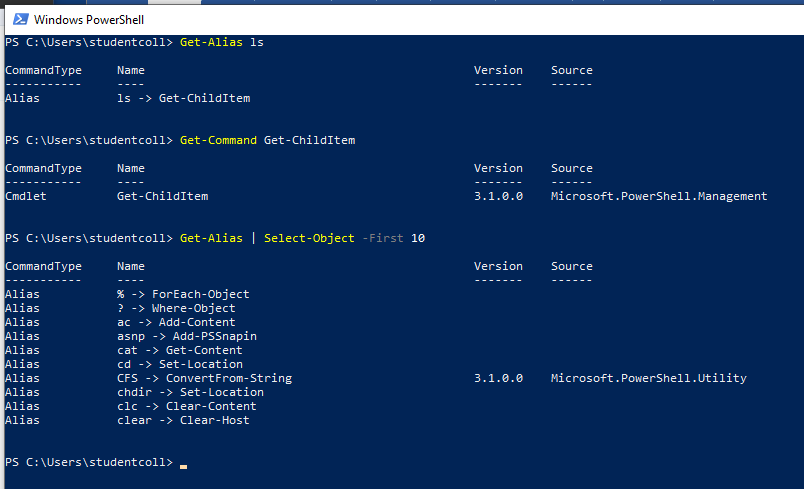 Windows PowerShell
PS C:\Users\studentcoll> Get-Alias ls
CommandType     Name                                               Version    Source
-----------     ----                                               -------    ------
Alias           ls -> Get-ChildItem
PS C:\Users\studentcoll> Get-Command Get-ChildItem
CommandType     Name                                               Version    Source
-----------     ----                                               -------    ------
Cmdlet          Get-ChildItem                                      3.1.0.0    Microsoft.PowerShell.Management
PS C:\Users\studentcoll> Get-Alias | Select-Object -First 10
CommandType     Name                                               Version    Source
-----------     ----                                               -------    ------
Alias           % -> ForEach-Object
Alias           ? -> Where-Object
Alias           ac -> Add-Content
Alias           asnp -> Add-PSSnapin
Alias           cat -> Get-Content
Alias           cd -> Set-Location
Alias           CFS -> ConvertFrom-String                          3.1.0.0    Microsoft.PowerShell.Utility
Alias           chdir -> Set-Location
Alias           clc -> Clear-Content
Alias           clear -> Clear-Host
PS C:\Users\studentcoll>